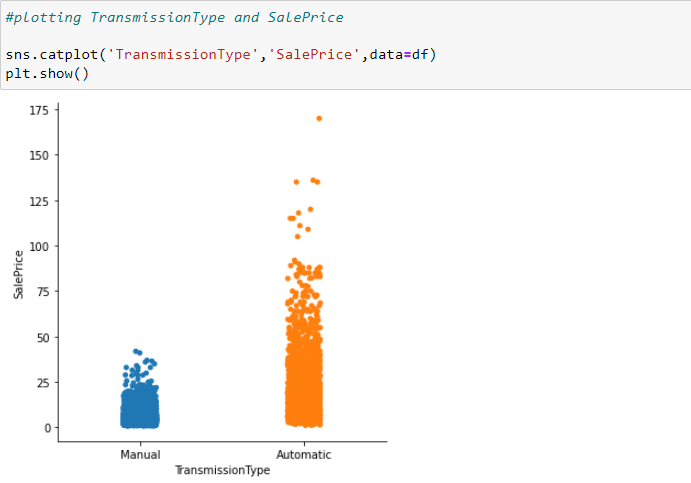 #plotting TransmissionType and SalePrice
sns.catplot('TransmissionType','SalePrice',data=df)
plt.show()
175
150
125
100
75
50
25
0
SalePrice
Manual
Automatic
TransmissionType